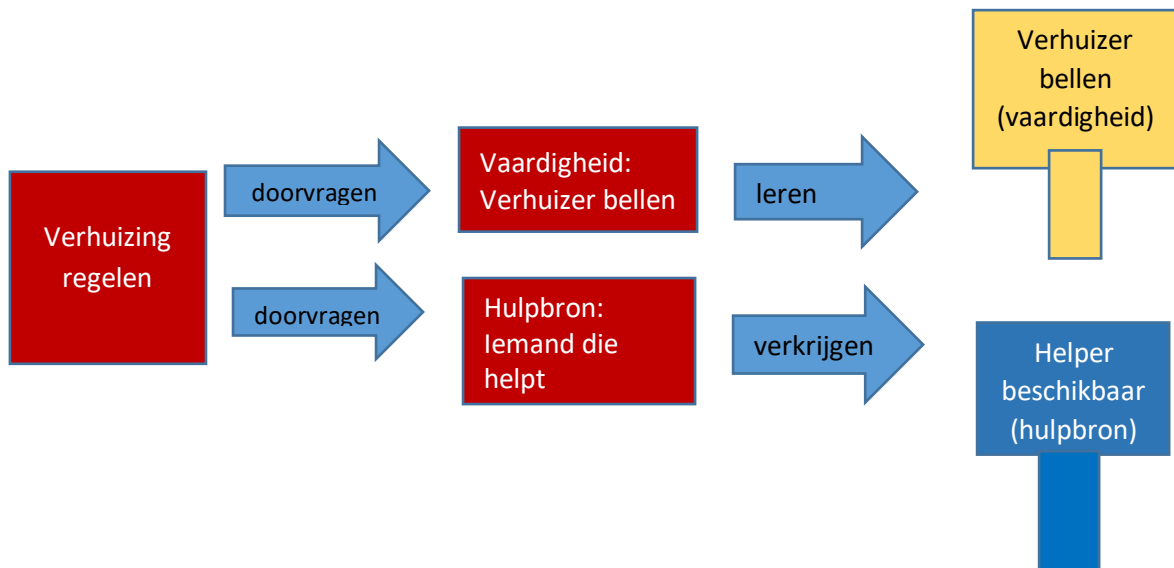 Verhuizing
regelen
doorvragen
doorvragen
Vaardigheid:
Verhuizer bellen
Hulpbron:
Iemand die
helpt
leren
verkrijgen
Verhuizer
bellen
(vaardigheid)
Helper
beschikbaar
(hulpbron)